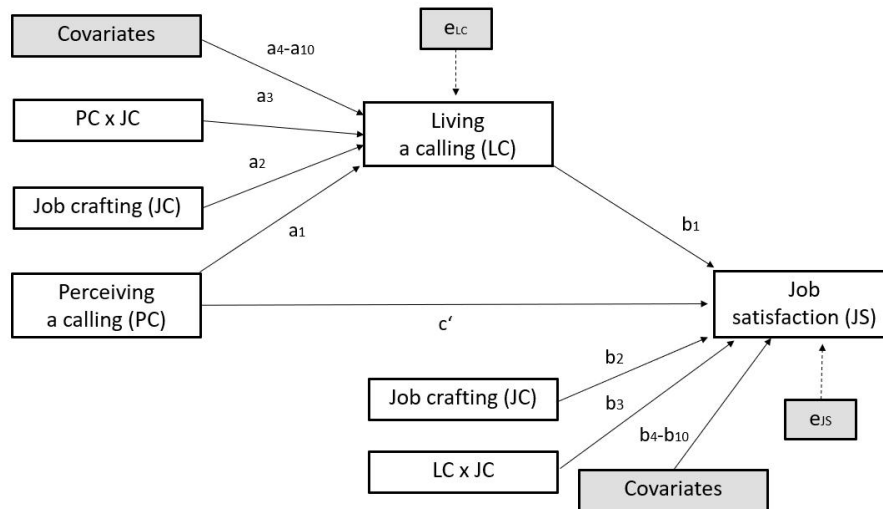 Covariates
a4-a10
eLC
PC x JC
a3
Living
a calling (LC)
a2
Job crafting (JC)
a1
b1
Perceiving
a calling (PC)
c‘
Job
satisfaction (JS)
b2
Job crafting (JC)
b3
eJS
b4-b10
LC x JC
Covariates